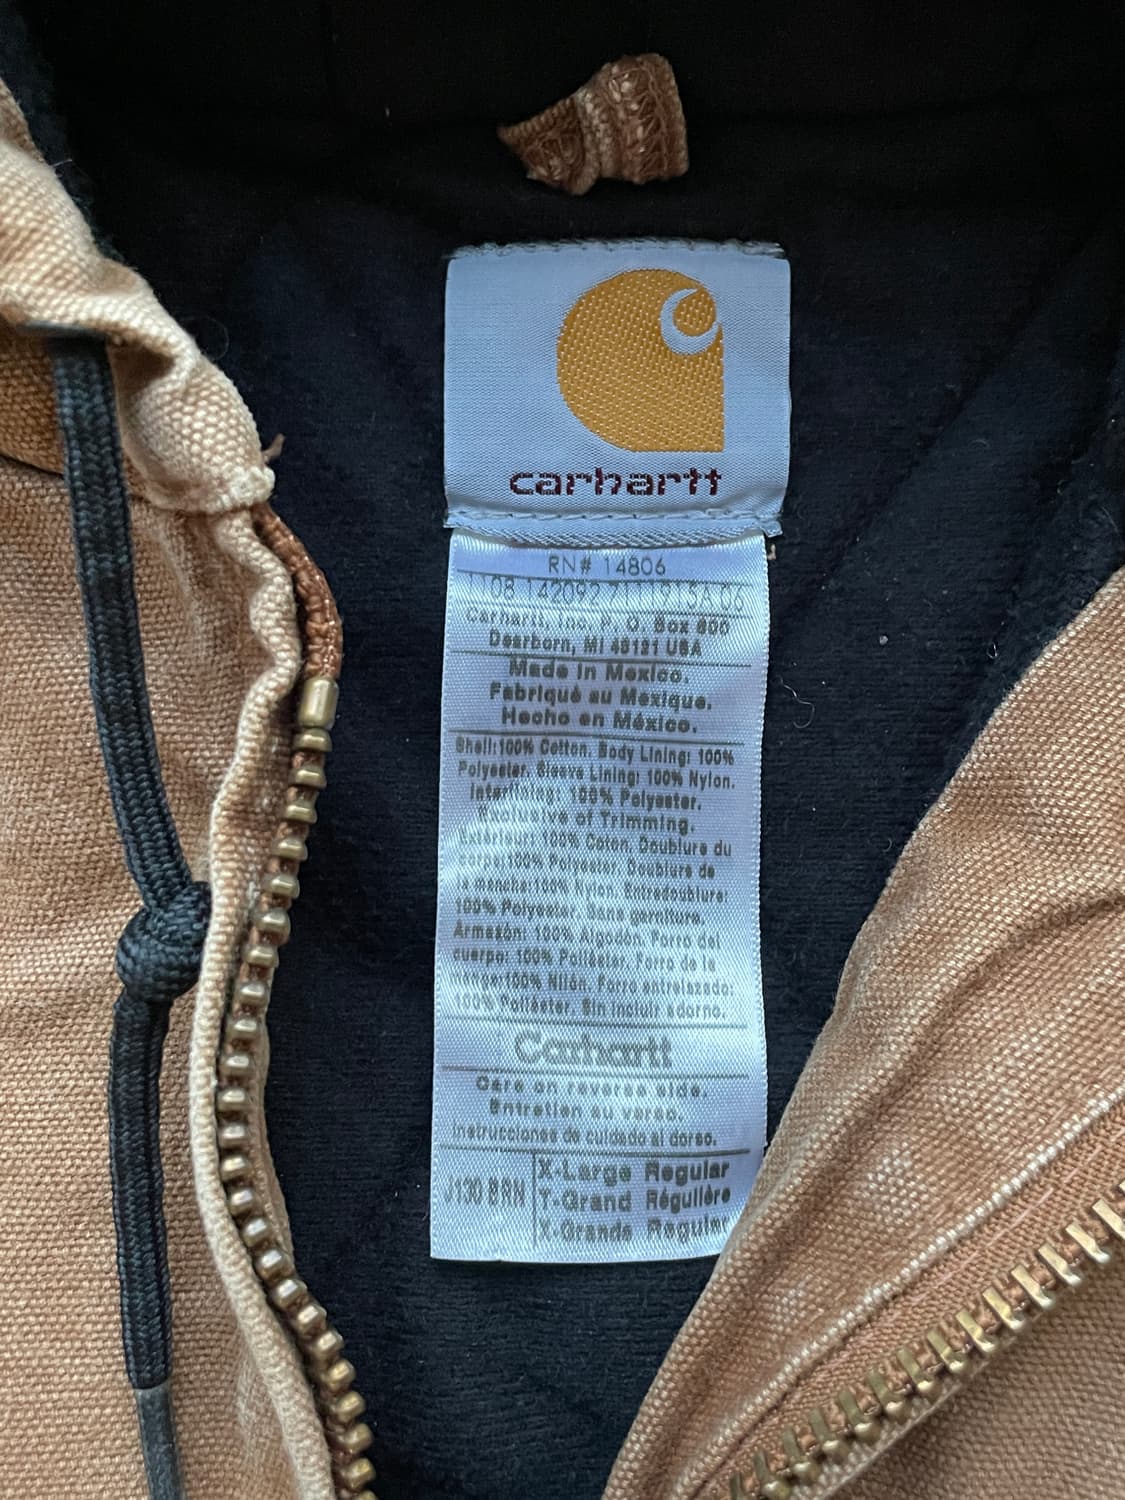 carhartt
RN# 14806
1108 142092 711 913A 06
Carhartt, Inc. P. O. Box 600
Dearborn, MI 48121 USA
Made in Mexico.
Fabriqué au Mexique.
Hecho en México.
Shell:100% Cotton. Body Lining: 100%
Polyester. Sleeve Lining: 100% Nylon.
Interlining: 100% Polyester.
Exclusive of Trimming.
Extérieur: 100% Coton. Doublure du
corps:100% Polyester. Doublure de
la manche:100% Nylon. Entredoublure:
100% Polyester. Sans garniture.
Armazón: 100% Algodón. Forro del
cuerpo: 100% Poliéster. Forro de la
manga:100% Nilón. Forro entrelazado:
100% Poliéster. Sin incluir adorno.
Carhartt
Care on reverse side.
Entretien au verso.
Instrucciones de cuidado al dorso.
X-Large Regular
J130 BRN T-Grand Régulière
X-Grande Regular